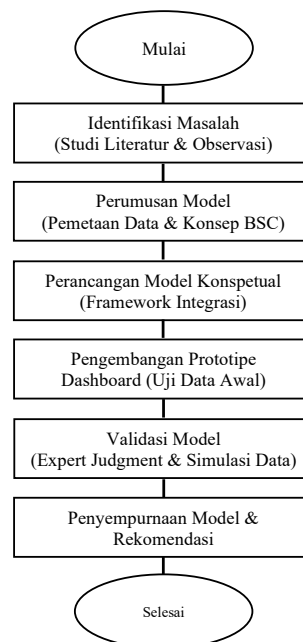 Mulai
Identifikasi Masalah
(Studi Literatur & Observasi)
Perumusan Model
(Pemetaan Data & Konsep BSC)
Perancangan Model Konspetual
(Framework Integrasi)
Pengembangan Prototipe
Dashboard (Uji Data Awal)
Validasi Model
(Expert Judgment & Simulasi Data)
Penyempurnaan Model &
Rekomendasi
Selesai